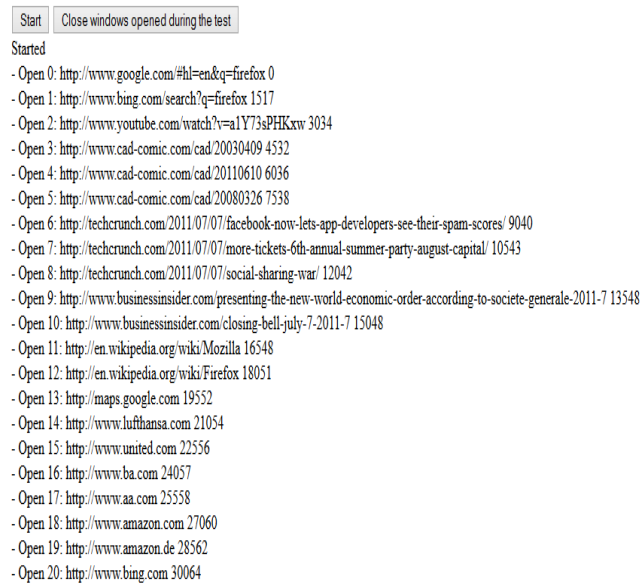 Start Close windows opened during the test
Started
- Open 0: http://www.google.com/#hl=en&q=firefox 0
- Open 1: http://www.bing.com/search?q=firefox 1517
- Open 2: http://www.youtube.com/watch?v=a1Y73sPHKxw 3034
- Open 3: http://www.cad-comic.com/cad/20030409 4532
- Open 4: http://www.cad-comic.com/cad/20110610 6036
- Open 5: http://www.cad-comic.com/cad/20080326 7538
- Open 6: http://techcrunch.com/2011/07/07/facebook-now-lets-app-developers-see-their-spam-scores/ 9040
- Open 7: http://techcrunch.com/2011/07/07/more-tickets-6th-annual-summer-party-august-capital/ 10543
- Open 8: http://techcrunch.com/2011/07/07/social-sharing-war/ 12042
- Open 9: http://www.businessinsider.com/presenting-the-new-world-economic-order-according-to-societe-generale-2011-7 13548
- Open 10: http://www.businessinsider.com/closing-bell-july-7-2011-7 15048
- Open 11: http://en.wikipedia.org/wiki/Mozilla 16548
- Open 12: http://en.wikipedia.org/wiki/Firefox 18051
- Open 13: http://maps.google.com 19552
- Open 14: http://www.lufthansa.com 21054
- Open 15: http://www.united.com 22556
- Open 16: http://www.ba.com 24057
- Open 17: http://www.aa.com 25558
- Open 18: http://www.amazon.com 27060
- Open 19: http://www.amazon.de 28562
- Open 20: http://www.bing.com 30064